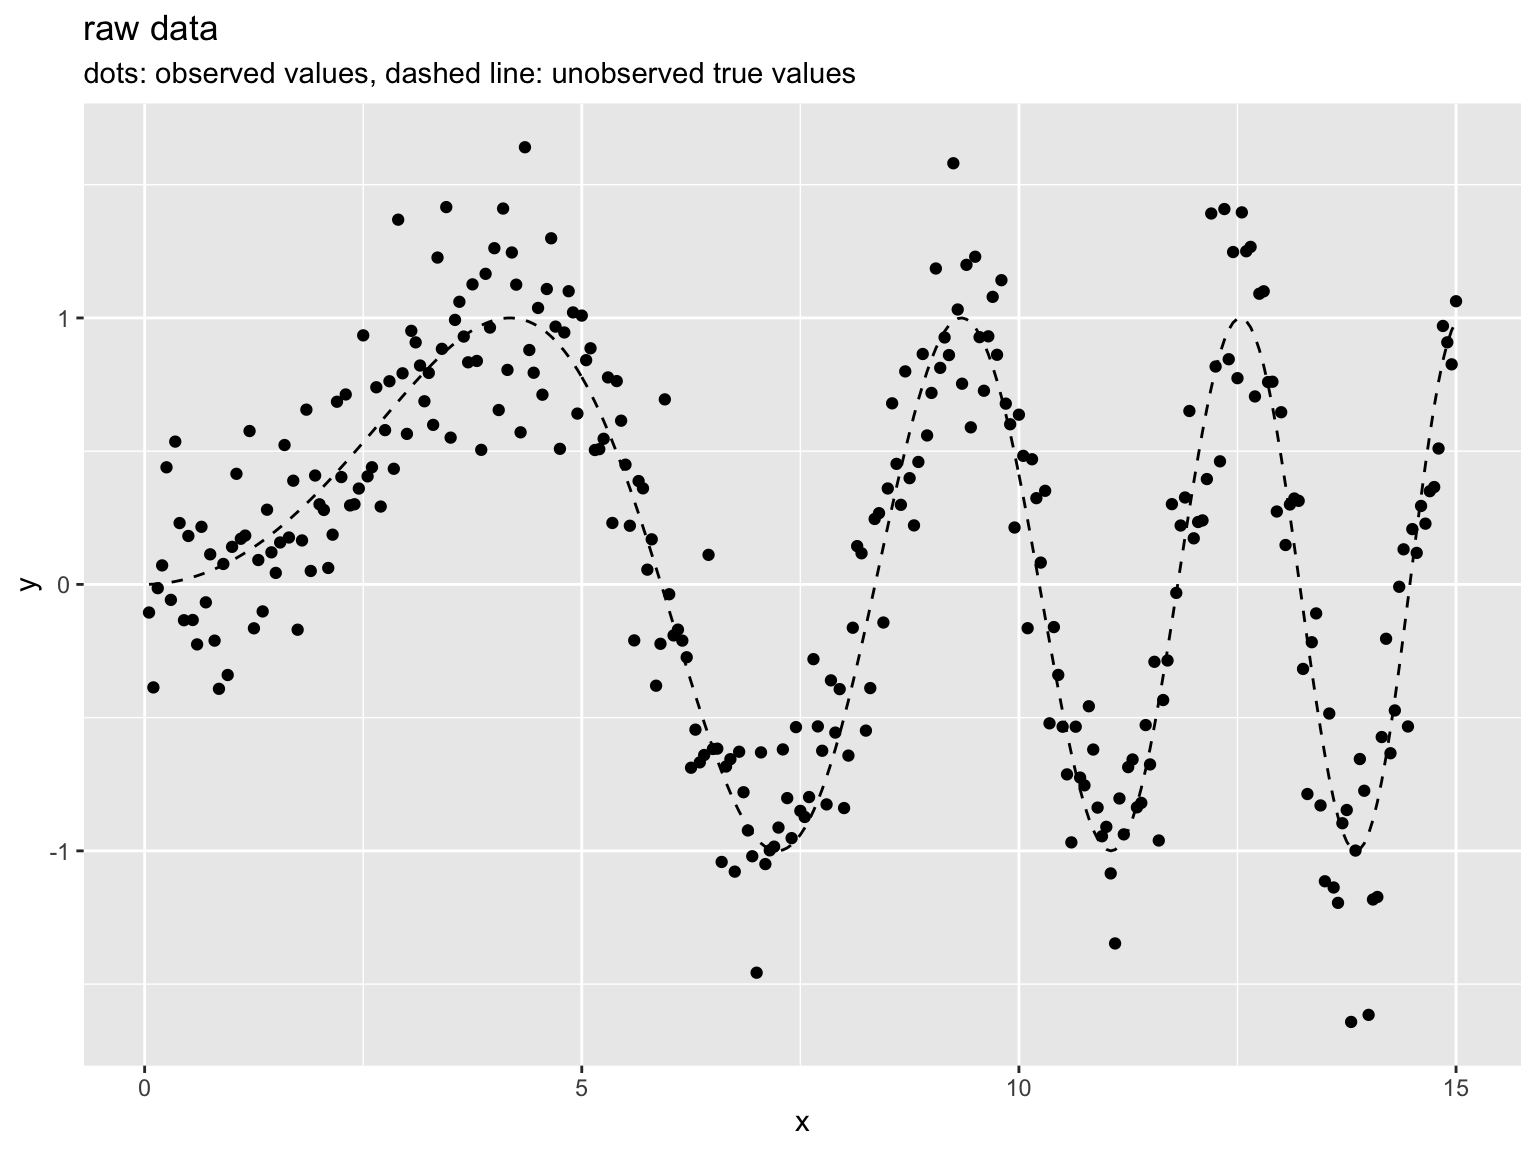 raw data
dots: observed values, dashed line: unobserved true values
y
1
0
-1
0 5 10 15
x